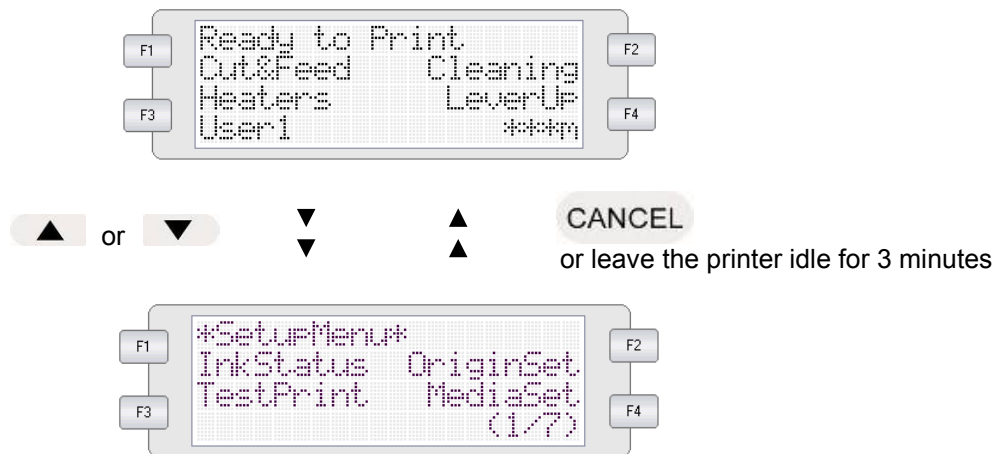 F1
F2
F3
F4
Ready to Print
Cut&Feed Cleaning
Heaters LeverUP
User1 ***m
▲ or ▼
▼ ▲
▼ ▲
CANCEL
or leave the printer idle for 3 minutes
F1
F2
F3
F4
*SetupMenu*
InkStatus OriginSet
TestPrint MediaSet
(1/7)